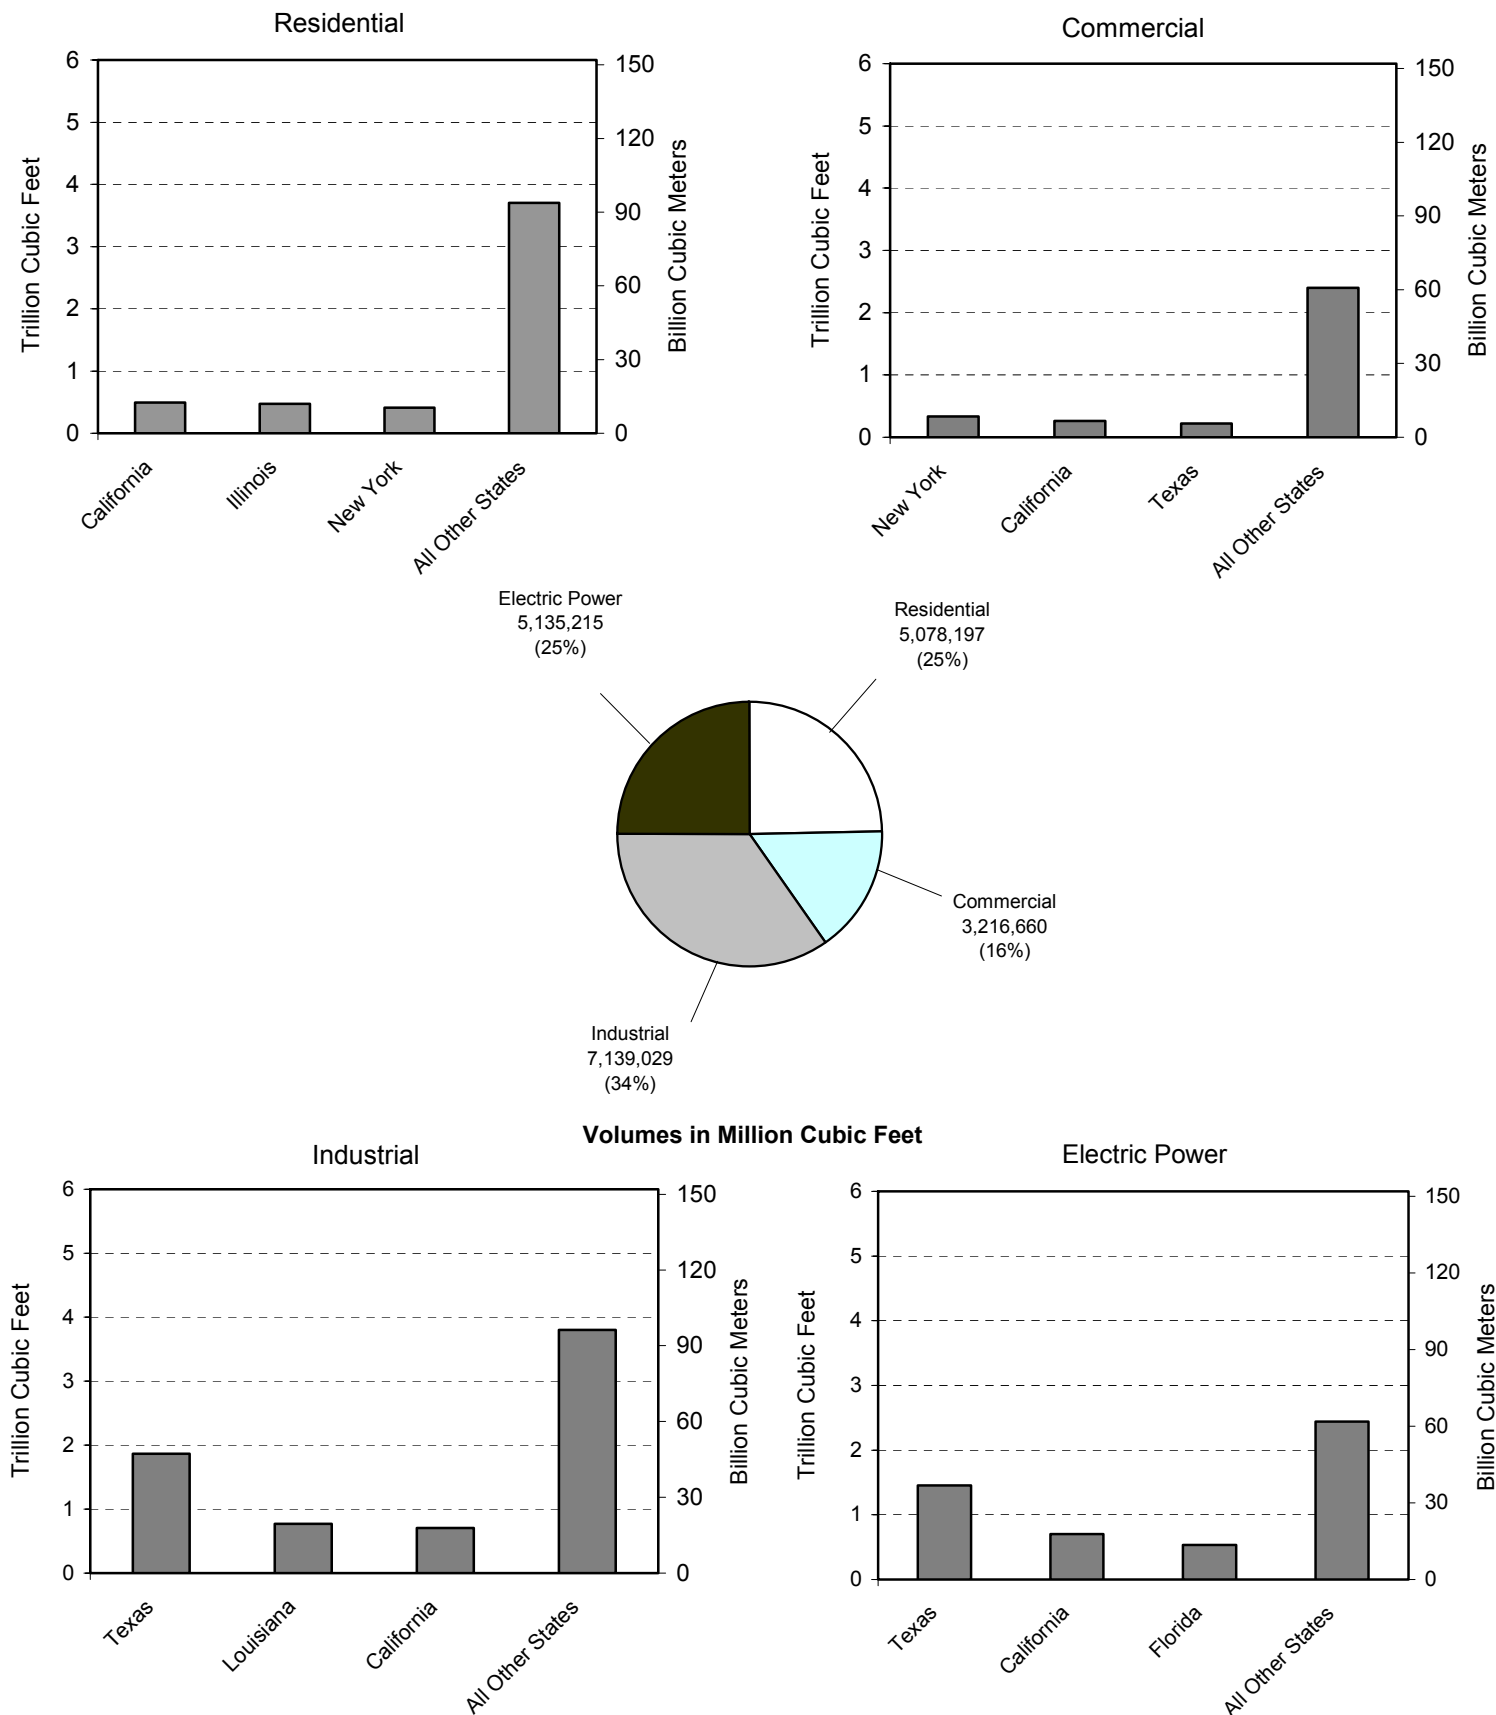 Residential
Trillion Cubic Feet
6
5
4
3
2
1
0
150
120
90
60
30
0
Billion Cubic Meters
California
Illinois
New York
All Other States
Commercial
Trillion Cubic Feet
6
5
4
3
2
1
0
150
120
90
60
30
0
Billion Cubic Meters
New York
California
Texas
All Other States
Electric Power
5,135,215
(25%)
Residential
5,078,197
(25%)
Commercial
3,216,660
(16%)
Industrial
7,139,029
(34%)
Volumes in Million Cubic Feet
Industrial
Trillion Cubic Feet
6
5
4
3
2
1
0
150
120
90
60
30
0
Billion Cubic Meters
Texas
Louisiana
California
All Other States
Electric Power
Trillion Cubic Feet
6
5
4
3
2
1
0
150
120
90
60
30
0
Billion Cubic Meters
Texas
California
Florida
All Other States